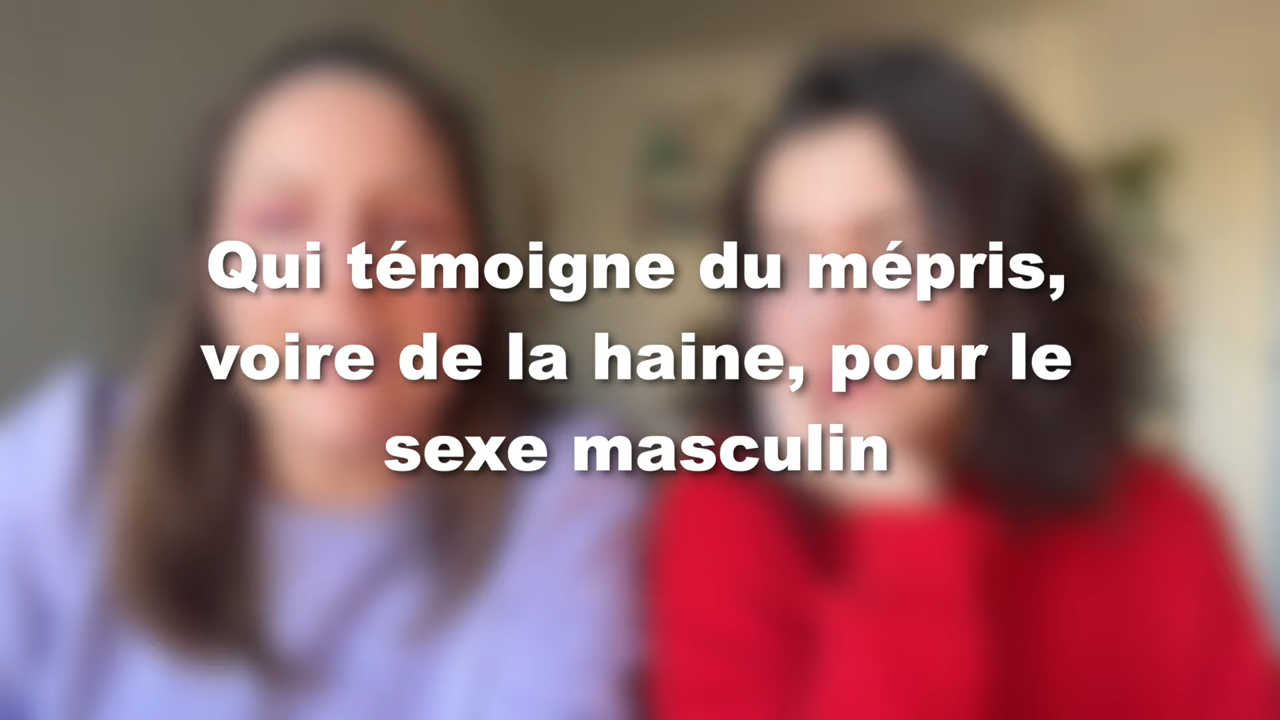 Qui témoigne du mépris,
voire de la haine, pour le
sexe masculin